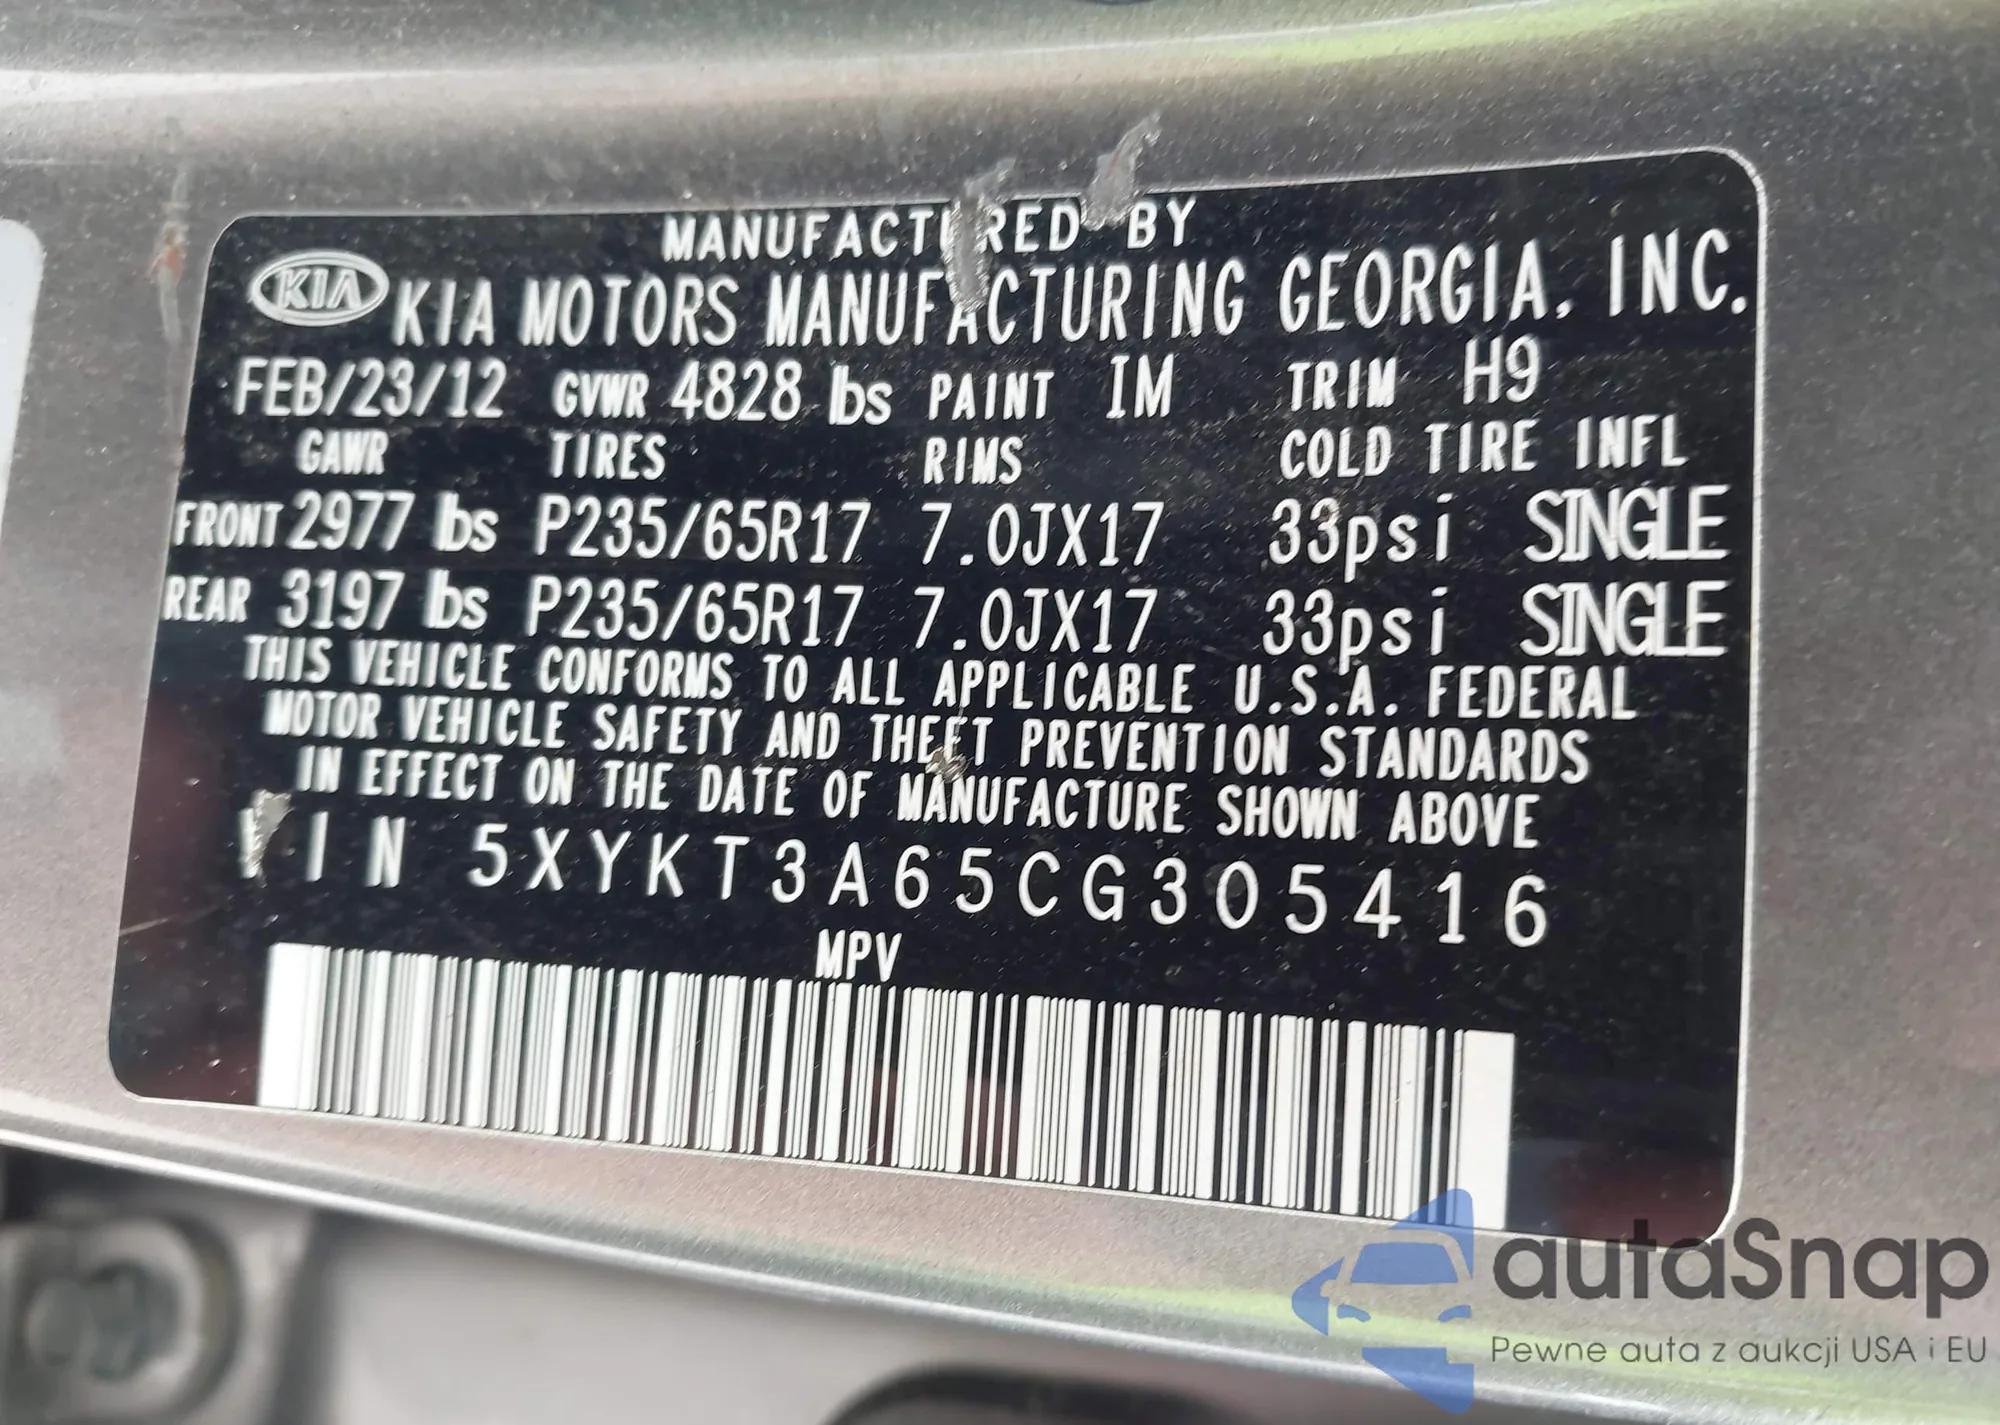 MANUFACTURED BY
KIA KIA MOTORS MANUFACTURING GEORGIA, INC.
FEB/23/12 GVWR 4828 lbs PAINT IM TRIM H9
GAWR TIRES RIMS COLD TIRE INFL
FRONT 2977 lbs P235/65R17 7.0JX17 33psi SINGLE
REAR 3197 lbs P235/65R17 7.0JX17 33psi SINGLE
THIS VEHICLE CONFORMS TO ALL APPLICABLE U.S.A. FEDERAL
MOTOR VEHICLE SAFETY AND THEFT PREVENTION STANDARDS
IN EFFECT ON THE DATE OF MANUFACTURE SHOWN ABOVE
VIN 5XYKT3A65CG305416
MPV
autaSnap
Pewne auta z aukcji USA i EU